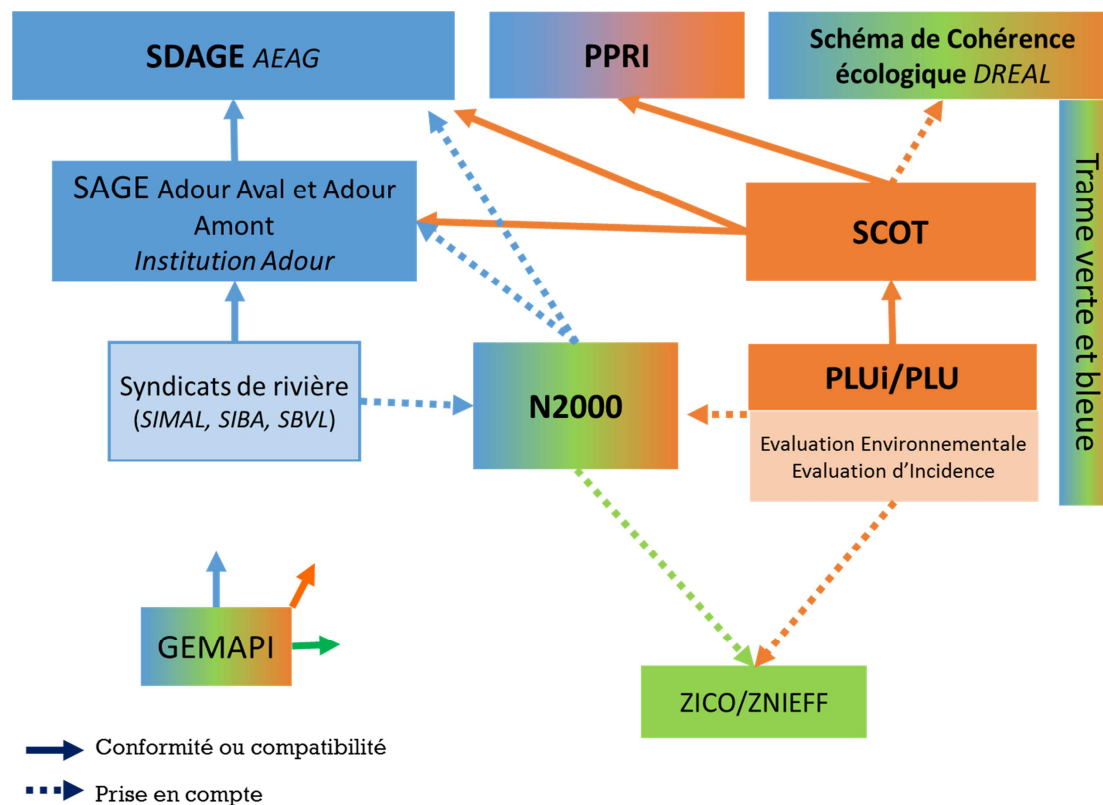 SDAGE AEAG
PPRI
Schéma de Cohérence
écologique DREAL
SAGE Adour Aval et Adour
Amont
Institution Adour
SCOT
Trame verte et bleue
Syndicats de rivière
(SIMAL, SIBA, SBVL)
N2000
PLUi/PLU
Evaluation Environnementale
Evaluation d'Incidence
GEMAPI
ZICO/ZNIEFF
Conformité ou compatibilité
Prise en compte